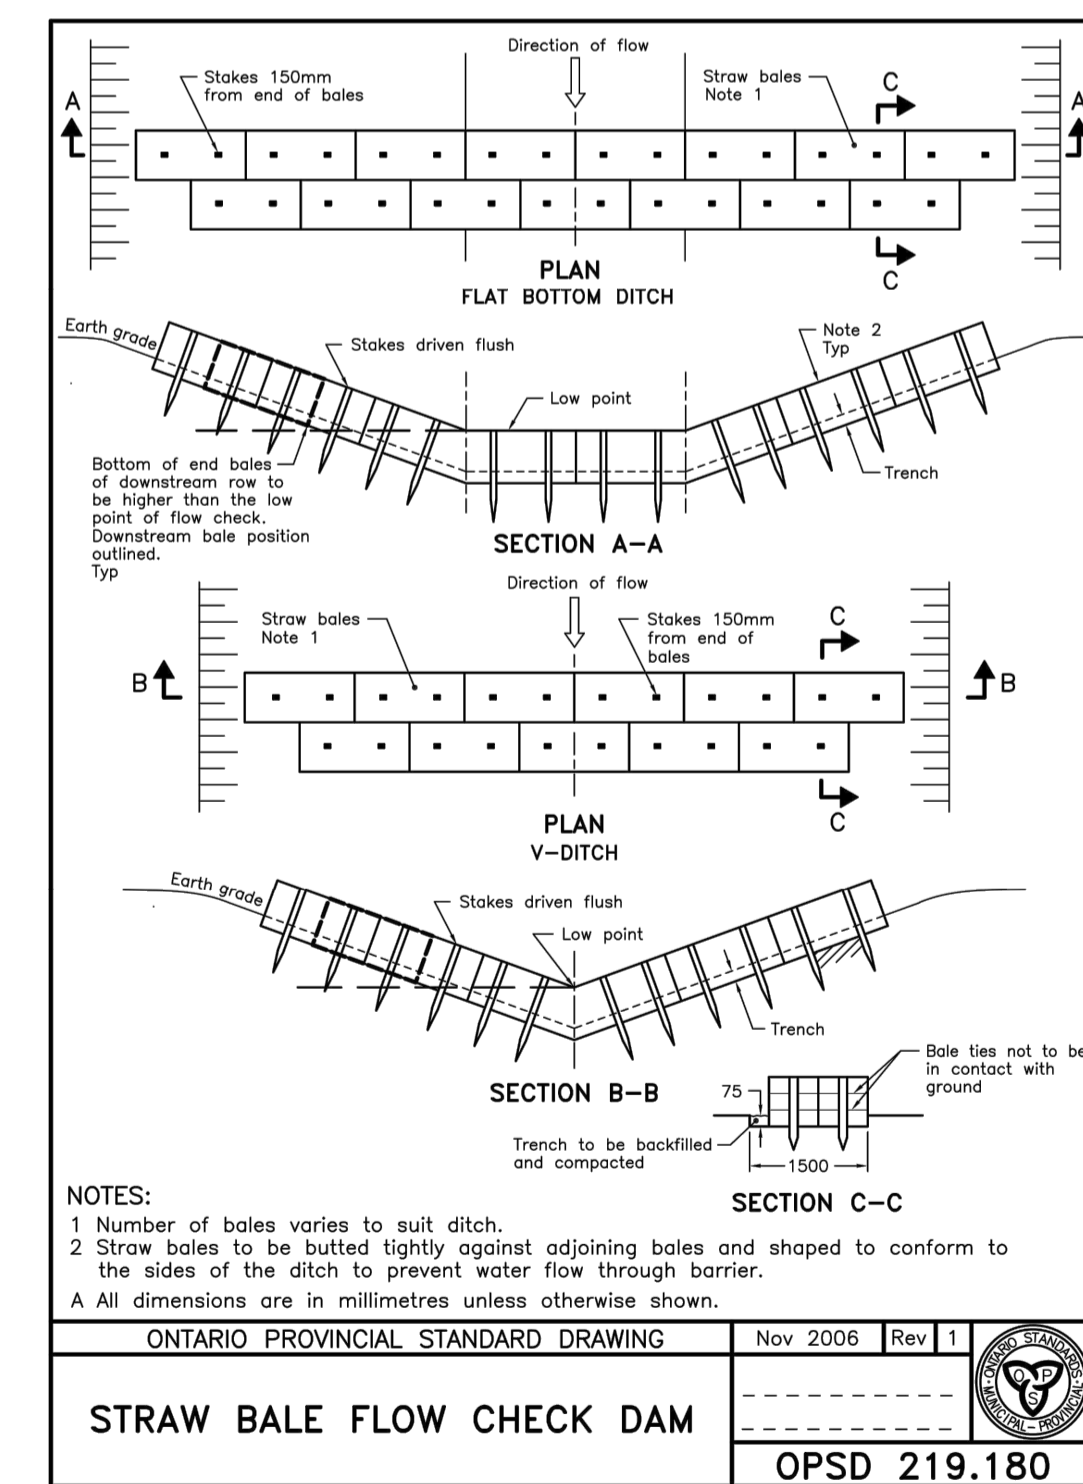 Direction of flow
Stakes 150mm
from end of bales
Straw bales
Note 1
C
A
A
C
PLAN
FLAT BOTTOM DITCH
Earth grade
Stakes driven flush
Note 2
Typ
Low point
Trench
Bottom of end bales
of downstream row to
be higher than the low
point of flow check.
Downstream bale position
outlined.
Typ
SECTION A-A
Direction of flow
Straw bales
Note 1
Stakes 150mm
from end of
bales
C
B
B
C
PLAN
V-DITCH
Earth grade
Stakes driven flush
Low point
Trench
SECTION B-B
Bale ties not to be
in contact with
ground
75
Trench to be backfilled
and compacted
1500
SECTION C-C
NOTES:
1 Number of bales varies to suit ditch.
2 Straw bales to be butted tightly against adjoining bales and shaped to conform to
the sides of the ditch to prevent water flow through barrier.
A All dimensions are in millimetres unless otherwise shown.
ONTARIO PROVINCIAL STANDARD DRAWING
Nov 2006 Rev 1
STRAW BALE FLOW CHECK DAM
ONTARIO STANDARDS
MUNICIPAL-PROVINCIAL
O P S
OPSD 219.180